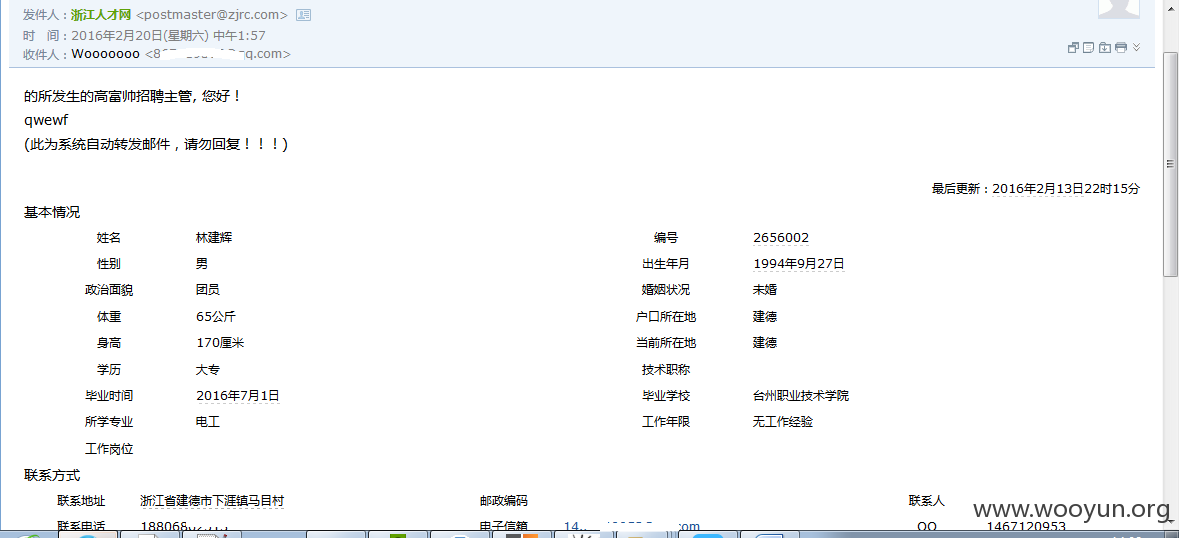 发件人：浙江人才网 <postmaster@zjrc.com>
时 间：2016年2月20日(星期六) 中午1:57
收件人：Wooooooo <8 q.com>
的所发生的高富帅招聘主管, 您好！
qwewf
(此为系统自动转发邮件，请勿回复！！！)
最后更新：2016年2月13日22时15分
基本情况
姓名 林建辉 编号 2656002
性别 男 出生年月 1994年9月27日
政治面貌 团员 婚姻状况 未婚
体重 65公斤 户口所在地 建德
身高 170厘米 当前所在地 建德
学历 大专 技术职称
毕业时间 2016年7月1日 毕业学校 台州职业技术学院
所学专业 电工 工作年限 无工作经验
工作岗位
联系方式
联系地址 浙江省建德市下涯镇马目村 邮政编码 联系人
联系电话 188068 电子信箱 14 .com QQ 1467120953
www.wooyun.org